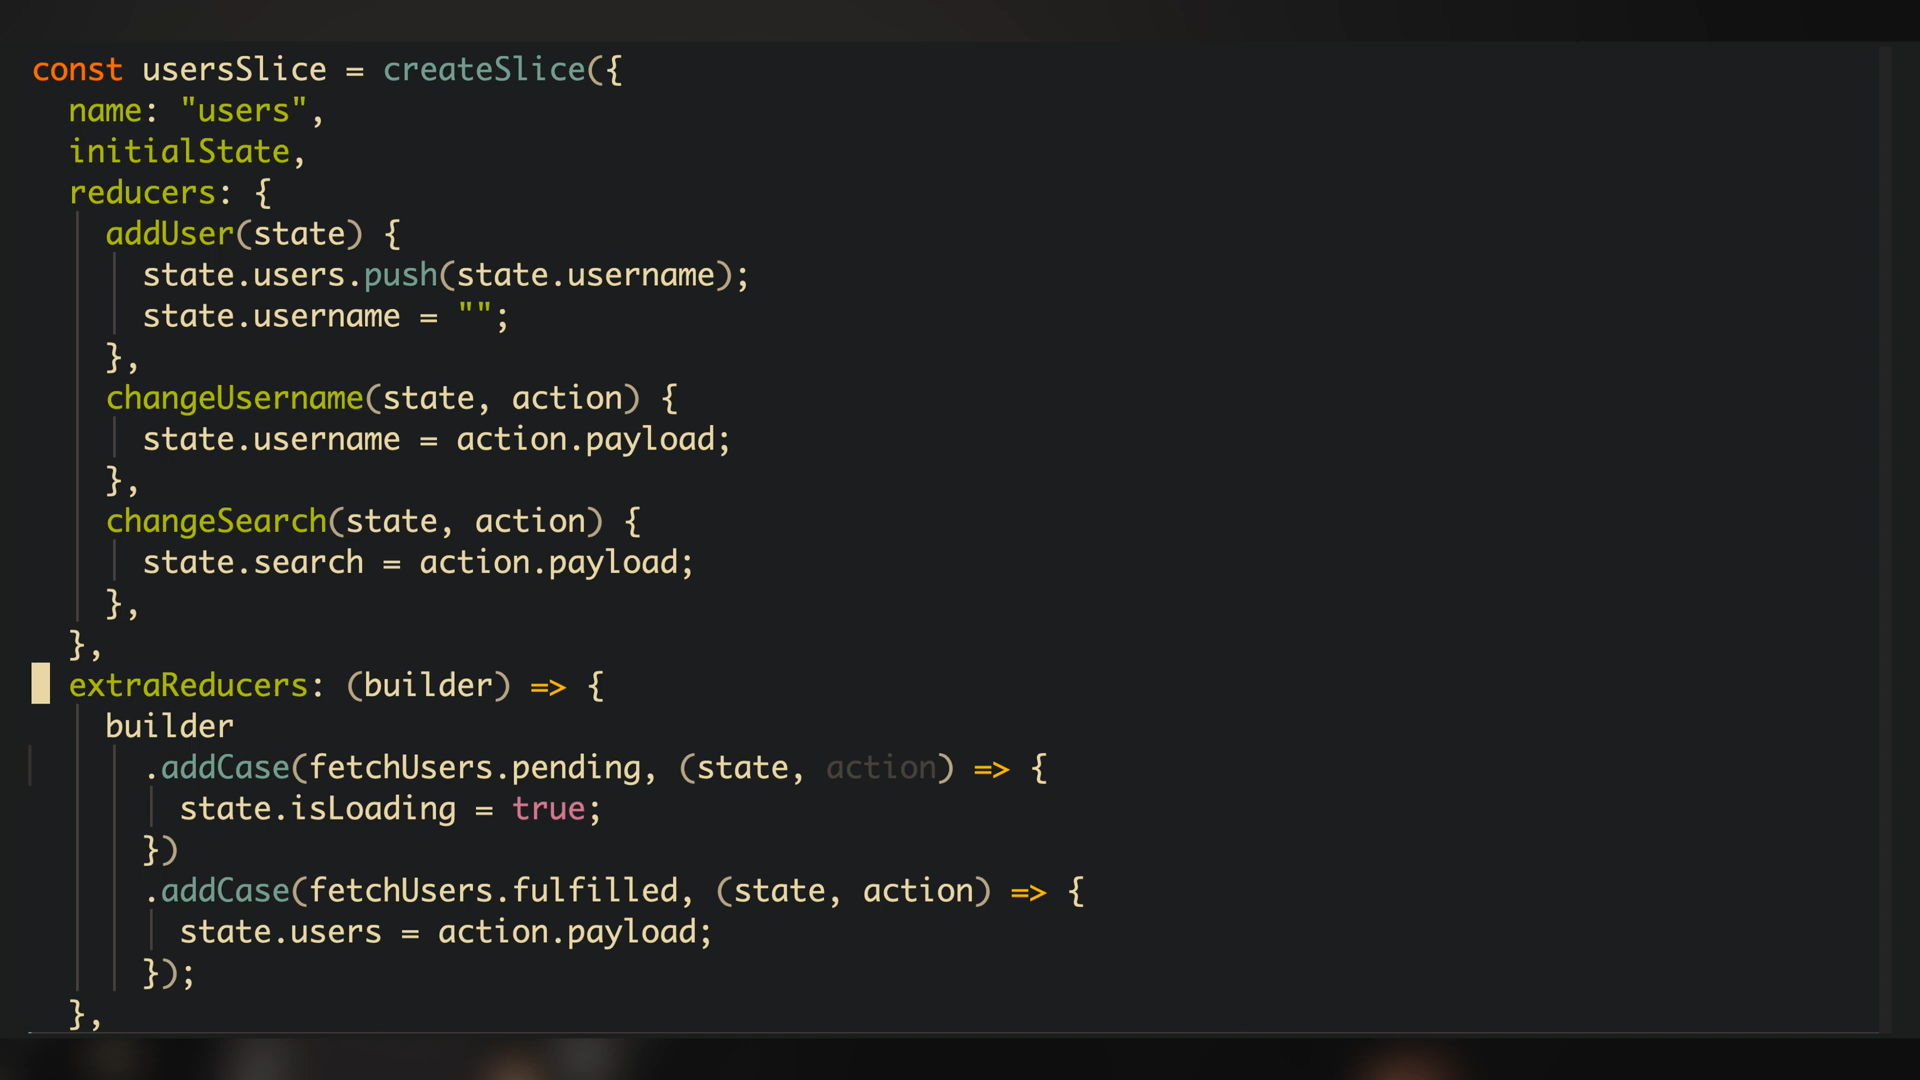 const usersSlice = createSlice({
  name: "users",
  initialState,
  reducers: {
    addUser(state) {
      state.users.push(state.username);
      state.username = "";
    },
    changeUsername(state, action) {
      state.username = action.payload;
    },
    changeSearch(state, action) {
      state.search = action.payload;
    },
  },
  extraReducers: (builder) => {
    builder
      .addCase(fetchUsers.pending, (state, action) => {
        state.isLoading = true;
      })
      .addCase(fetchUsers.fulfilled, (state, action) => {
        state.users = action.payload;
      });
  },